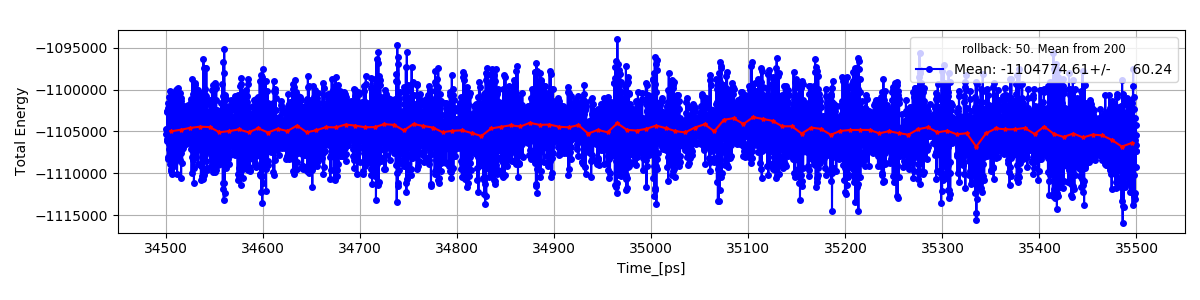 rollback: 50. Mean from 200
Mean: -1104774.61+/-     60.24
Total Energy
−1095000
−1100000
−1105000
−1110000
−1115000
34500 34600 34700 34800 34900 35000 35100 35200 35300 35400 35500
Time_[ps]